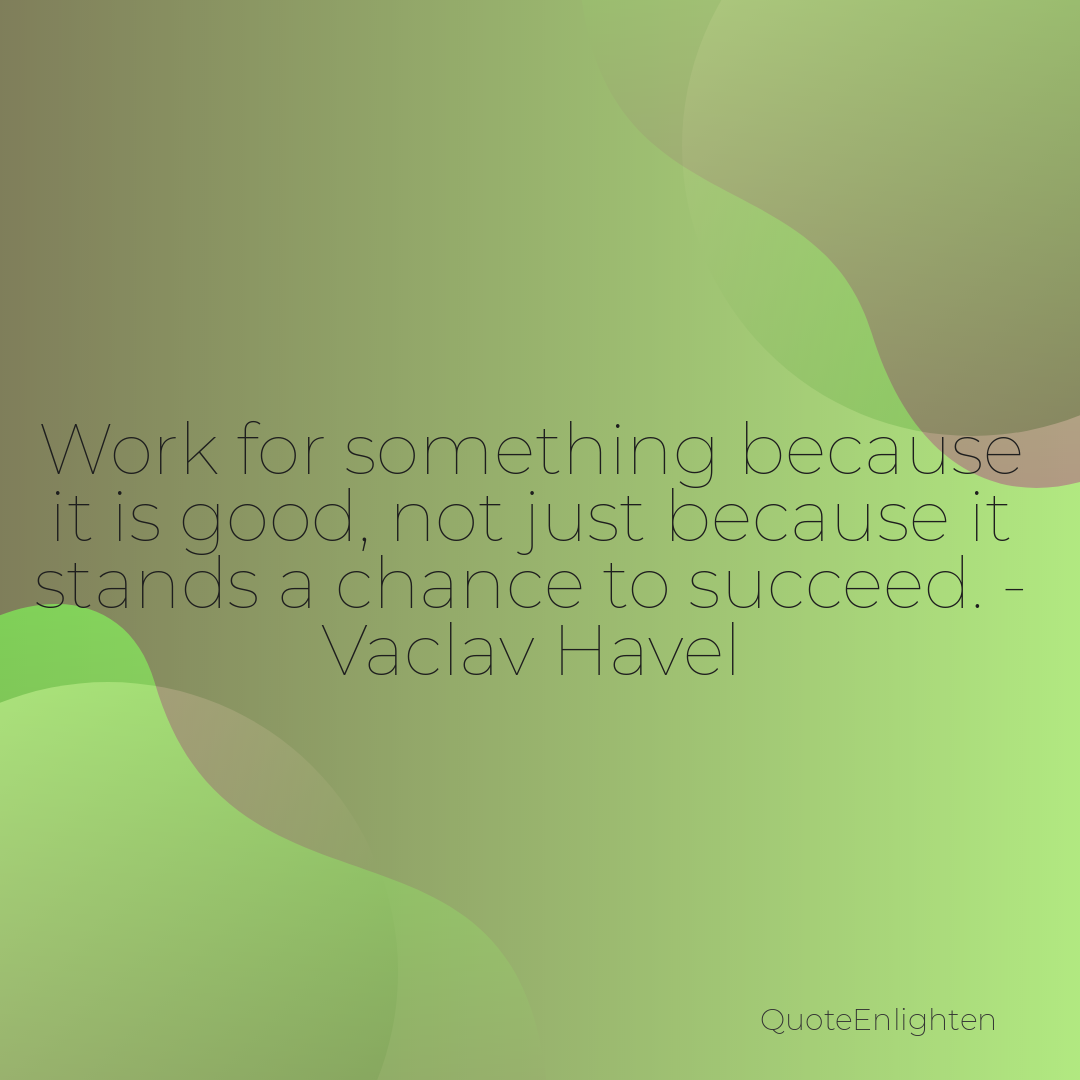 Work for something because
it is good, not just because it
stands a chance to succeed. -
Vaclav Havel
QuoteEnlighten